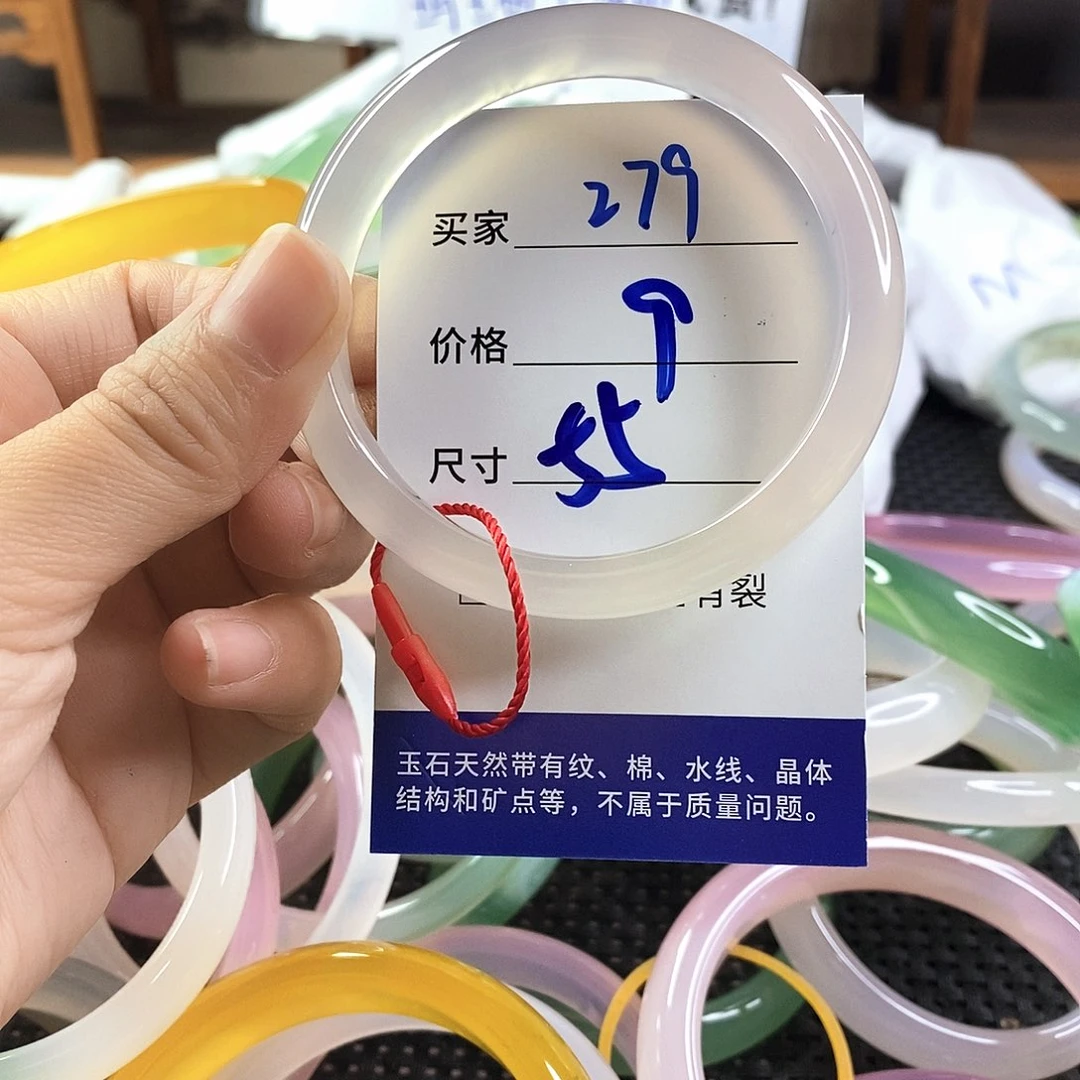 买家 279
价格 9
尺寸 55
有裂
玉石天然带有纹、棉、水线、晶体
结构和矿点等，不属于质量问题。